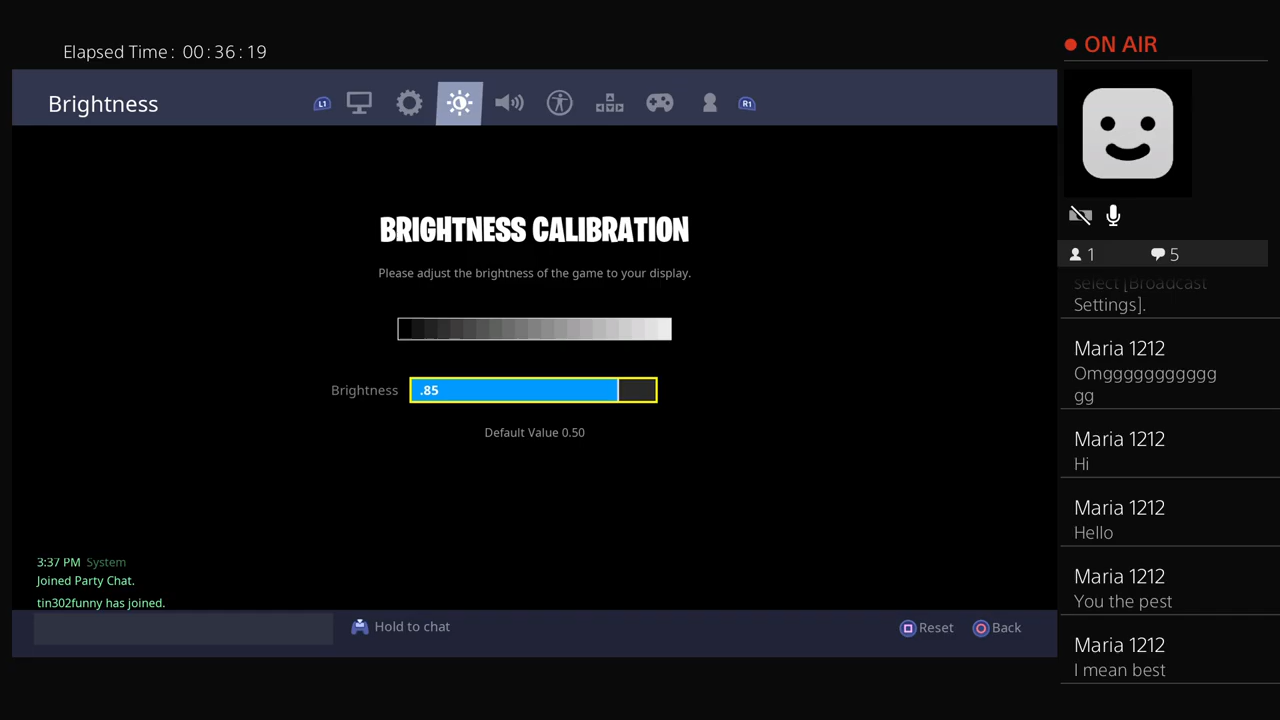 Elapsed Time: 00:36:19
ON AIR
Brightness
L1
R1
BRIGHTNESS CALIBRATION
Please adjust the brightness of the game to your display.
Brightness
.85
Default Value 0.50
3:37 PM System
Joined Party Chat.
tin302funny has joined.
Hold to chat
Reset
Back
1
5
select [Broadcast
Settings].
Maria 1212
Omggggggggggg
gg
Maria 1212
Hi
Maria 1212
Hello
Maria 1212
You the pest
Maria 1212
I mean best